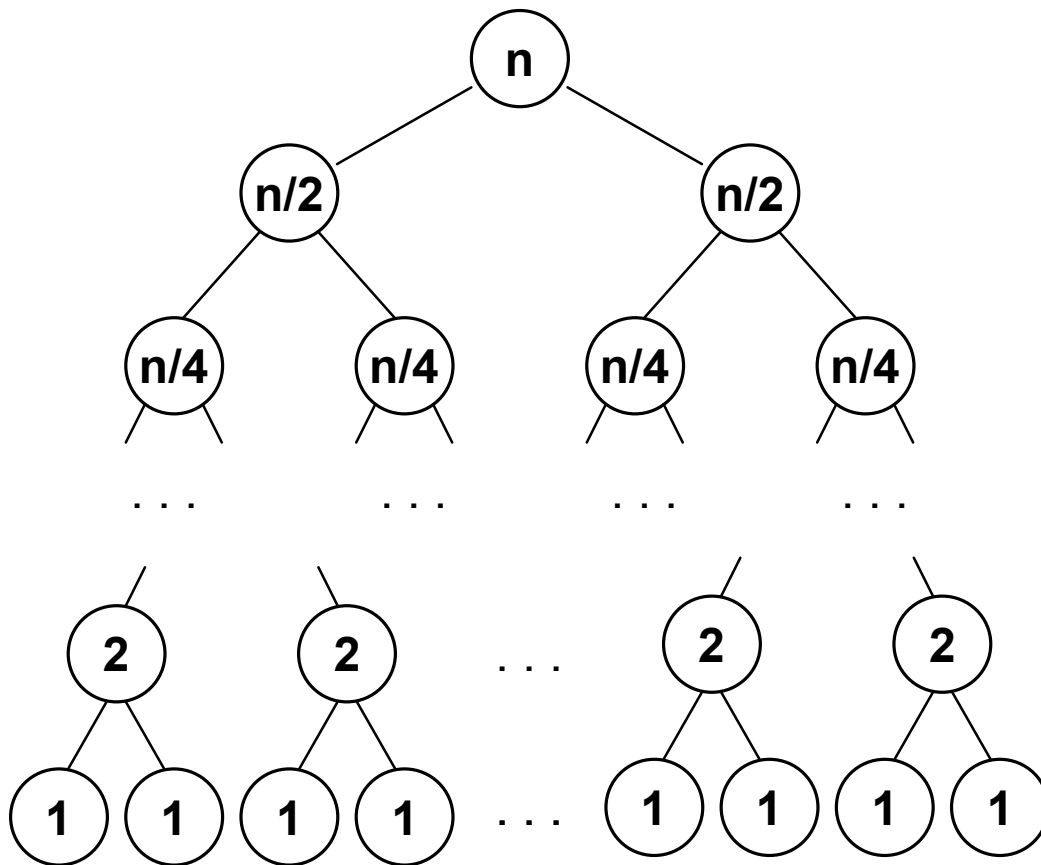 n
n/2 n/2
n/4 n/4 n/4 n/4
. . . . . . . . . . . .
2 2 . . . 2 2
1 1 1 1 . . . 1 1 1 1